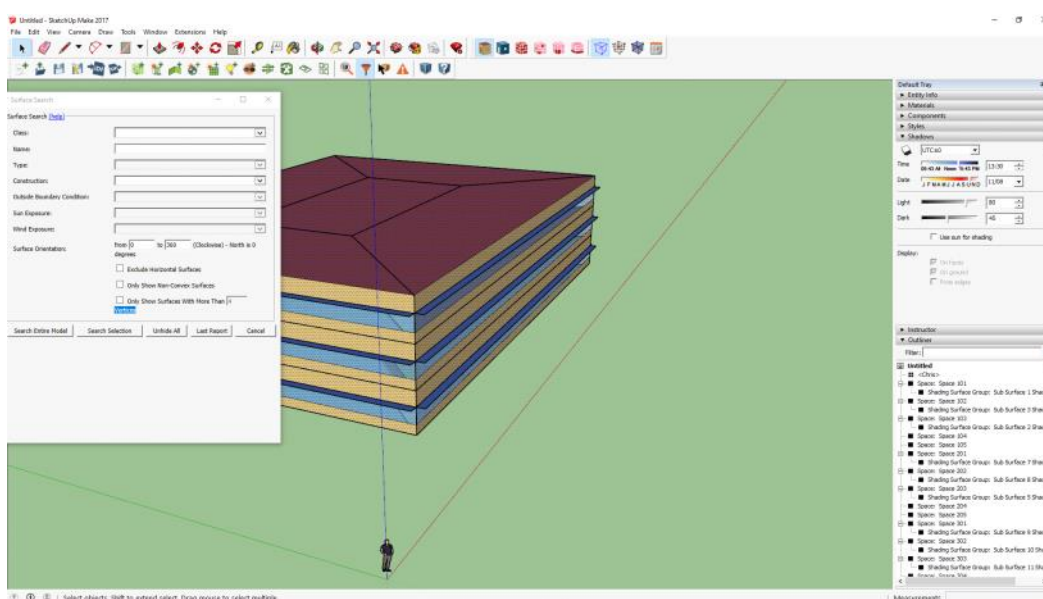 Untitled - SketchUp Make 2017
File Edit View Camera Draw Tools Window Extensions Help
Surface Search
Surface Search (help)
Class:
Name:
Type:
Construction:
Outside Boundary Condition:
Sun Exposure:
Wind Exposure:
Surface Orientation: from 0 to 360 (Clockwise) - North is 0
degrees
Exclude Horizontal Surfaces
Only Show Non-Convex Surfaces
Only Show Surfaces With More Than 4
Vertices
Search Entire Model Search Selection Unhide All Last Report Cancel
Default Tray
Entity Info
Materials
Components
Styles
Shadows
Time 13:30
Date J F M A M J J A S O N D 11/08
Light 80
Dark 45
Use sun for shading
Display:
On faces
On ground
From edges
Instructor
Outliner
Filter:
Untitled
<Chris>
Space: Space 101
Shading Surface Group: Sub Surface 1 Sha
Space: Space 102
Shading Surface Group: Sub Surface 3 Sha
Space: Space 103
Shading Surface Group: Sub Surface 2 Sha
Space: Space 104
Space: Space 105
Space: Space 201
Shading Surface Group: Sub Surface 7 Sha
Space: Space 202
Shading Surface Group: Sub Surface 8 Sha
Space: Space 203
Shading Surface Group: Sub Surface 5 Sha
Space: Space 204
Space: Space 205
Space: Space 301
Shading Surface Group: Sub Surface 9 Sha
Space: Space 302
Shading Surface Group: Sub Surface 10 Sh
Space: Space 303
Shading Surface Group: Sub Surface 11 Sh
Space: Space 304
Select objects. Shift to extend select. Drag mouse to select multiple.
Measurements